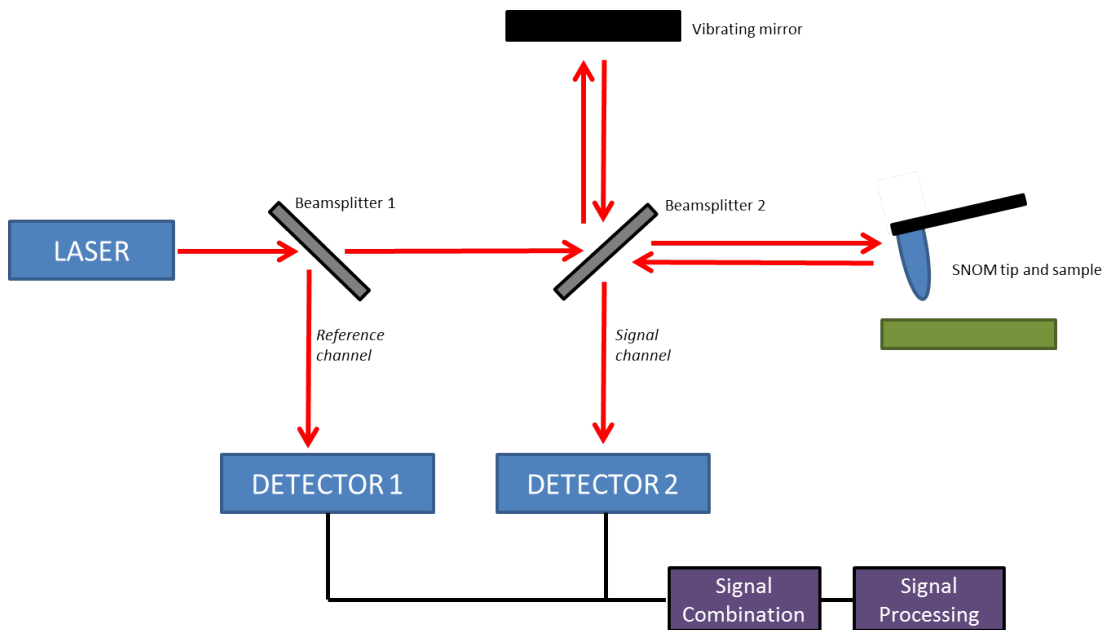 Vibrating mirror
Beamsplitter 1
Beamsplitter 2
LASER
SNOM tip and sample
Reference
channel
Signal
channel
DETECTOR 1
DETECTOR 2
Signal
Combination
Signal
Processing